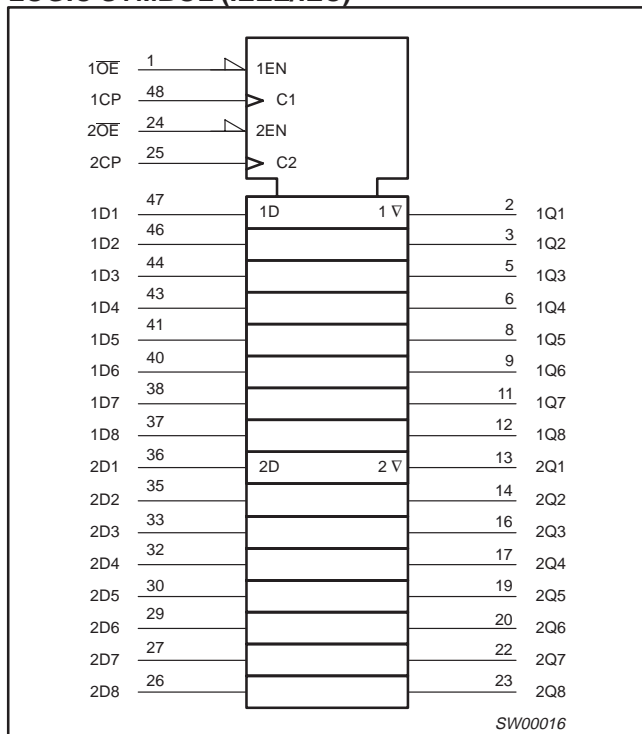 LOGIC SYMBOL (IEEE/IEC)
1OE 1 1EN
1CP 48 C1
2OE 24 2EN
2CP 25 C2
1D1 47 1D 1 ∇ 2 1Q1
1D2 46 3 1Q2
1D3 44 5 1Q3
1D4 43 6 1Q4
1D5 41 8 1Q5
1D6 40 9 1Q6
1D7 38 11 1Q7
1D8 37 12 1Q8
2D1 36 2D 2 ∇ 13 2Q1
2D2 35 14 2Q2
2D3 33 16 2Q3
2D4 32 17 2Q4
2D5 30 19 2Q5
2D6 29 20 2Q6
2D7 27 22 2Q7
2D8 26 23 2Q8
SW00016